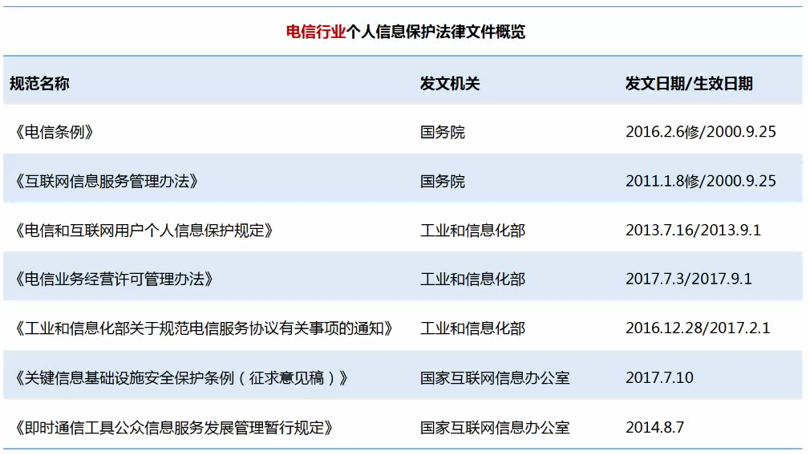 电信行业个人信息保护法律文件概览
规范名称 发文机关 发文日期/生效日期
《电信条例》 国务院 2016.2.6修/2000.9.25
《互联网信息服务管理办法》 国务院 2011.1.8修/2000.9.25
《电信和互联网用户个人信息保护规定》 工业和信息化部 2013.7.16/2013.9.1
《电信业务经营许可管理办法》 工业和信息化部 2017.7.3/2017.9.1
《工业和信息化部关于规范电信服务协议有关事项的通知》 工业和信息化部 2016.12.28/2017.2.1
《关键信息基础设施安全保护条例（征求意见稿）》 国家互联网信息办公室 2017.7.10
《即时通信工具公众信息服务发展管理暂行规定》 国家互联网信息办公室 2014.8.7